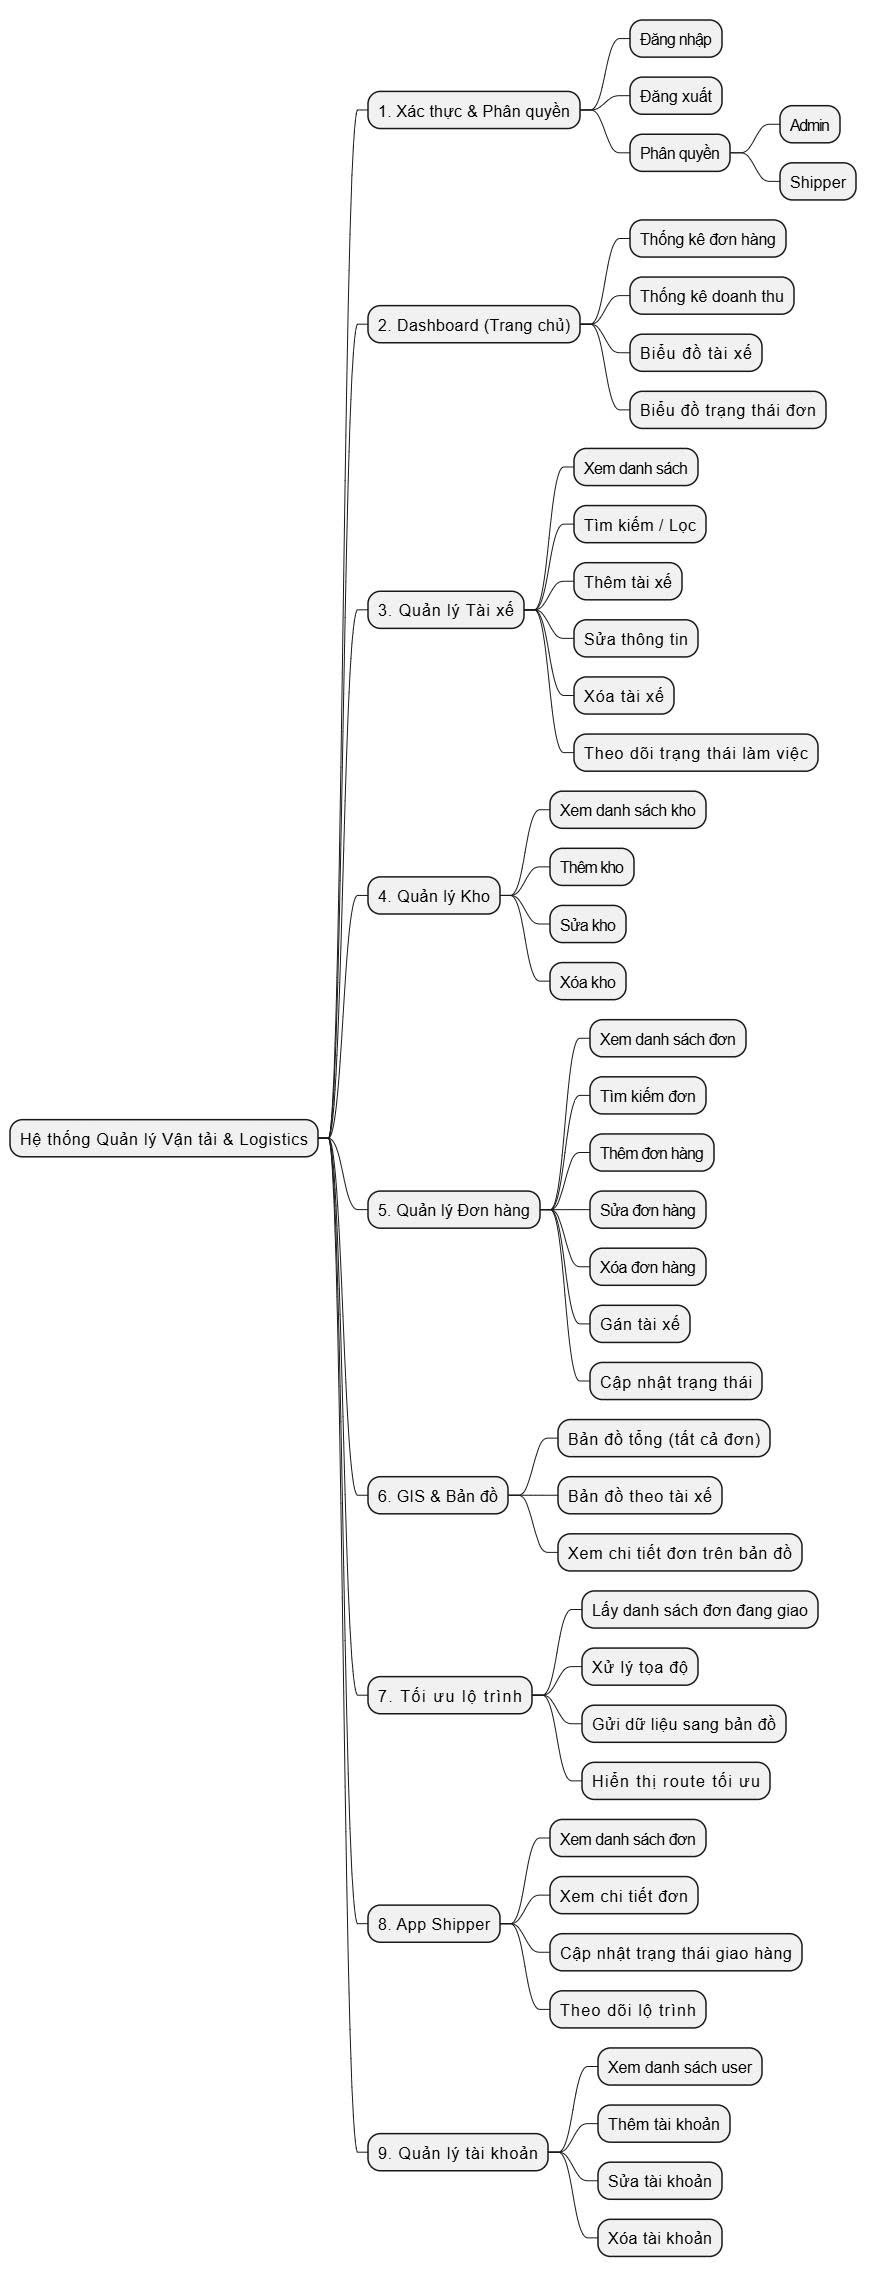 Hệ thống Quản lý Vận tải & Logistics
1. Xác thực & Phân quyền
Đăng nhập
Đăng xuất
Phân quyền
Admin
Shipper
2. Dashboard (Trang chủ)
Thống kê đơn hàng
Thống kê doanh thu
Biểu đồ tài xế
Biểu đồ trạng thái đơn
3. Quản lý Tài xế
Xem danh sách
Tìm kiếm / Lọc
Thêm tài xế
Sửa thông tin
Xóa tài xế
Theo dõi trạng thái làm việc
4. Quản lý Kho
Xem danh sách kho
Thêm kho
Sửa kho
Xóa kho
5. Quản lý Đơn hàng
Xem danh sách đơn
Tìm kiếm đơn
Thêm đơn hàng
Sửa đơn hàng
Xóa đơn hàng
Gán tài xế
Cập nhật trạng thái
6. GIS & Bản đồ
Bản đồ tổng (tất cả đơn)
Bản đồ theo tài xế
Xem chi tiết đơn trên bản đồ
7. Tối ưu lộ trình
Lấy danh sách đơn đang giao
Xử lý tọa độ
Gửi dữ liệu sang bản đồ
Hiển thị route tối ưu
8. App Shipper
Xem danh sách đơn
Xem chi tiết đơn
Cập nhật trạng thái giao hàng
Theo dõi lộ trình
9. Quản lý tài khoản
Xem danh sách user
Thêm tài khoản
Sửa tài khoản
Xóa tài khoản